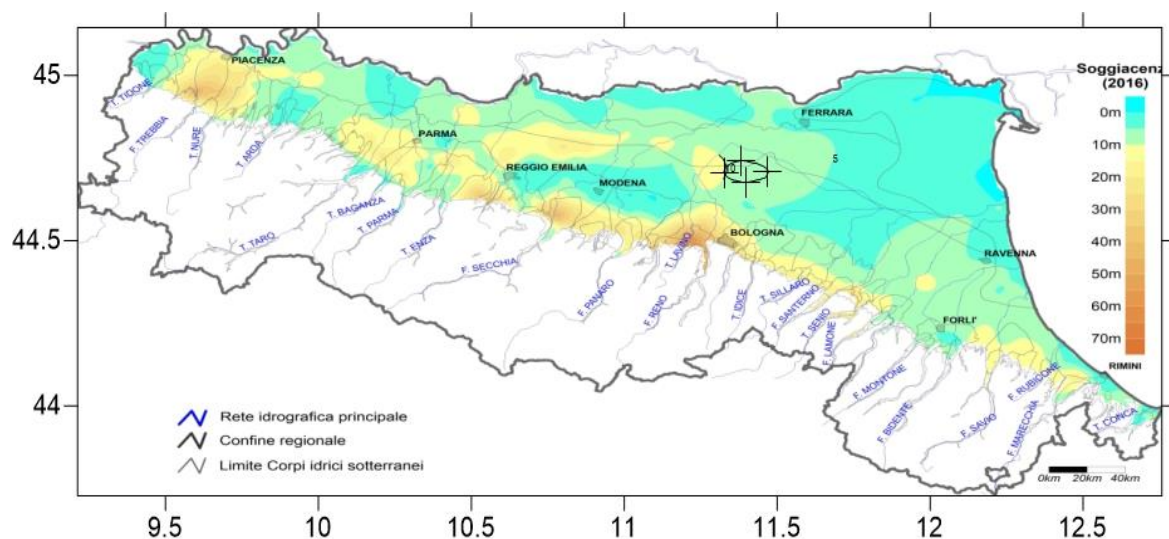 45
44.5
44
9.5
10
10.5
11
11.5
12
12.5
PIACENZA
PARMA
REGGIO EMILIA
MODENA
BOLOGNA
FERRARA
RAVENNA
FORLI'
RIMINI
5
T. TIDONE
F. TREBBIA
T. NURE
T. ARDA
T. TARO
T. BAGANZA
T. PARMA
T. ENZA
F. SECCHIA
F. PANARO
F. RENO
T. LAVINO
T. IDICE
T. SILLARO
F. SANTERNO
T. SENIO
F. LAMONE
F. MONTONE
F. BIDENTE
F. SAVIO
F. RUBICONE
F. MARECCHIA
T. CONCA
Soggiacenz
(2016)
0m
10m
20m
30m
40m
50m
60m
70m
Rete idrografica principale
Confine regionale
Limite Corpi idrici sotterranei
0km 20km 40km